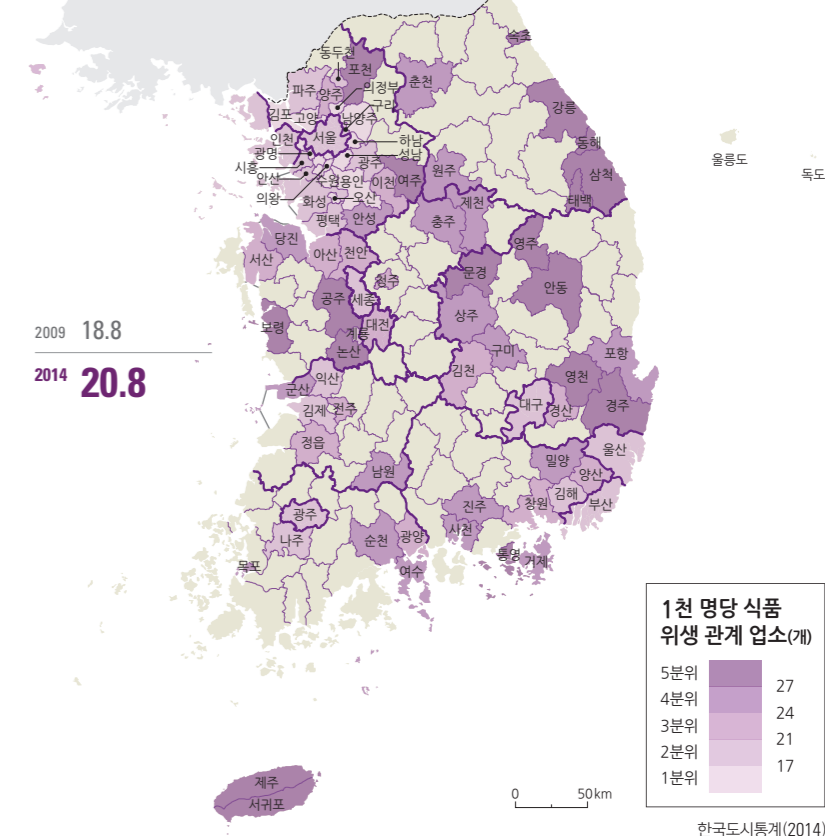 속초
동두천
포천
춘천
파주
양주
의정부
구리
강릉
김포
고양
남양주
인천
서울
하남
동해
광명
성남
울릉도
시흥
광주
원주
삼척
독도
안산
수원
용인
이천
여주
의왕
화성
오산
제천
태백
평택
안성
충주
당진
영주
서산
아산
천안
문경
청주
안동
공주
세종
보령
대전
상주
계룡
2009 18.8
논산
구미
포항
2014 20.8
익산
김천
영천
군산
대구
경산
경주
김제
전주
정읍
울산
남원
밀양
양산
김해
광주
진주
창원
부산
나주
순천
광양
사천
통영
거제
목포
여수
1천 명당 식품
위생 관계 업소(개)
5분위
27
4분위
24
3분위
21
2분위
17
1분위
제주
서귀포
0 50km
한국도시통계(2014)